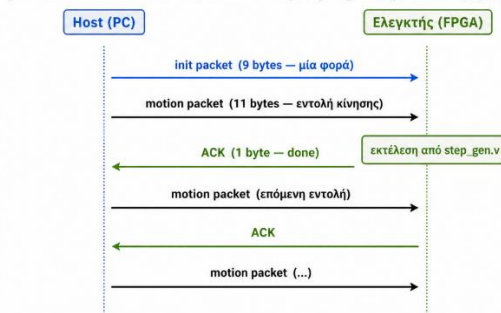 Host (PC)
Ελεγκτής (FPGA)
init packet (9 bytes — μία φορά)
motion packet (11 bytes — εντολή κίνησης)
ACK (1 byte — done)
εκτέλεση από step_gen.v
motion packet (επόμενη εντολή)
ACK
motion packet (...)